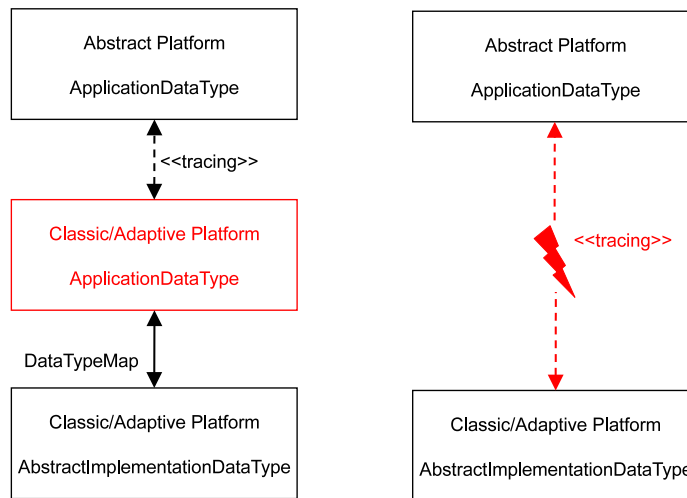 Abstract Platform
ApplicationDataType
<<tracing>>
Classic/Adaptive Platform
ApplicationDataType
DataTypeMap
Classic/Adaptive Platform
AbstractImplementationDataType
Abstract Platform
ApplicationDataType
<<tracing>>
Classic/Adaptive Platform
AbstractImplementationDataType